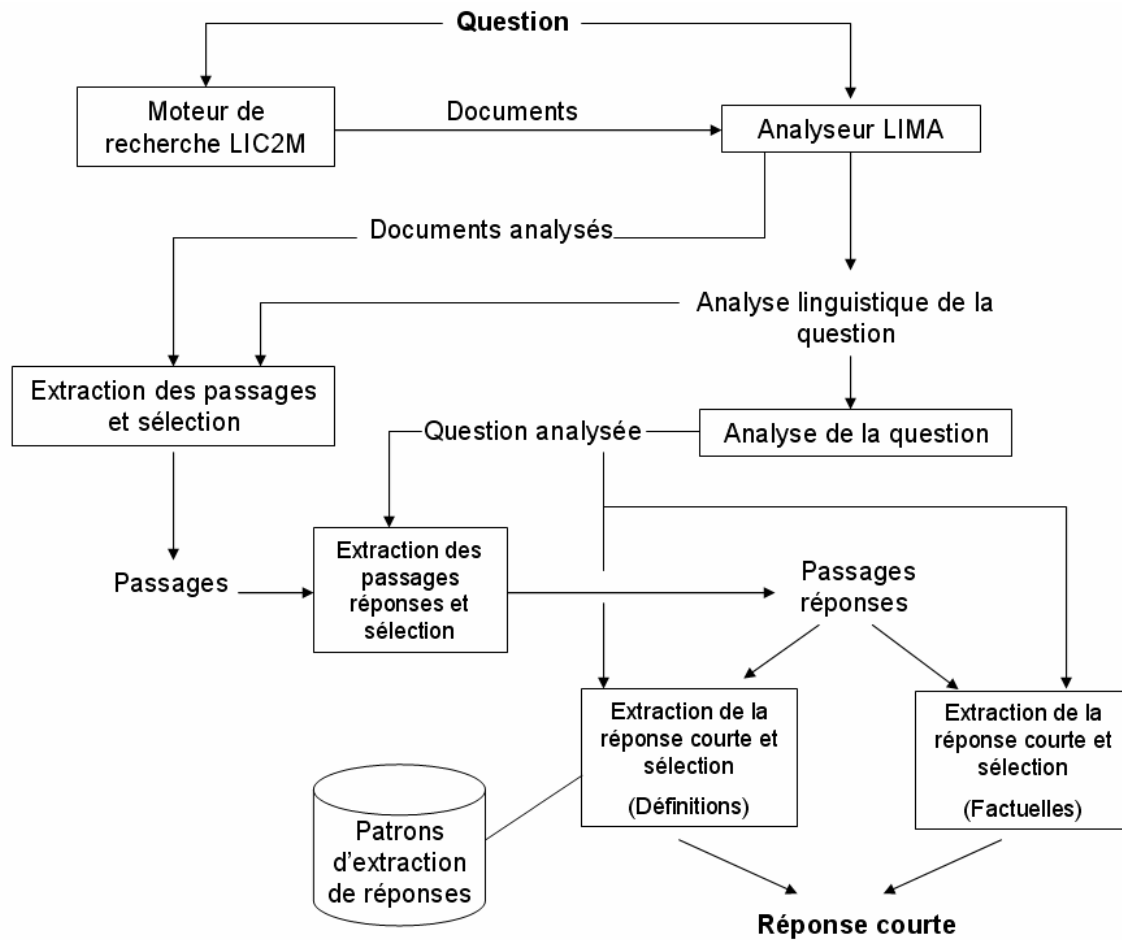 Question
Moteur de
recherche LIC2M
Documents
Analyseur LIMA
Documents analysés
Analyse linguistique de la
question
Extraction des passages
et sélection
Question analysée
Analyse de la question
Passages
Extraction des
passages
réponses et
sélection
Passages
réponses
Extraction de la
réponse courte et
sélection
(Définitions)
Extraction de la
réponse courte et
sélection
(Factuelles)
Patrons
d'extraction
de réponses
Réponse courte